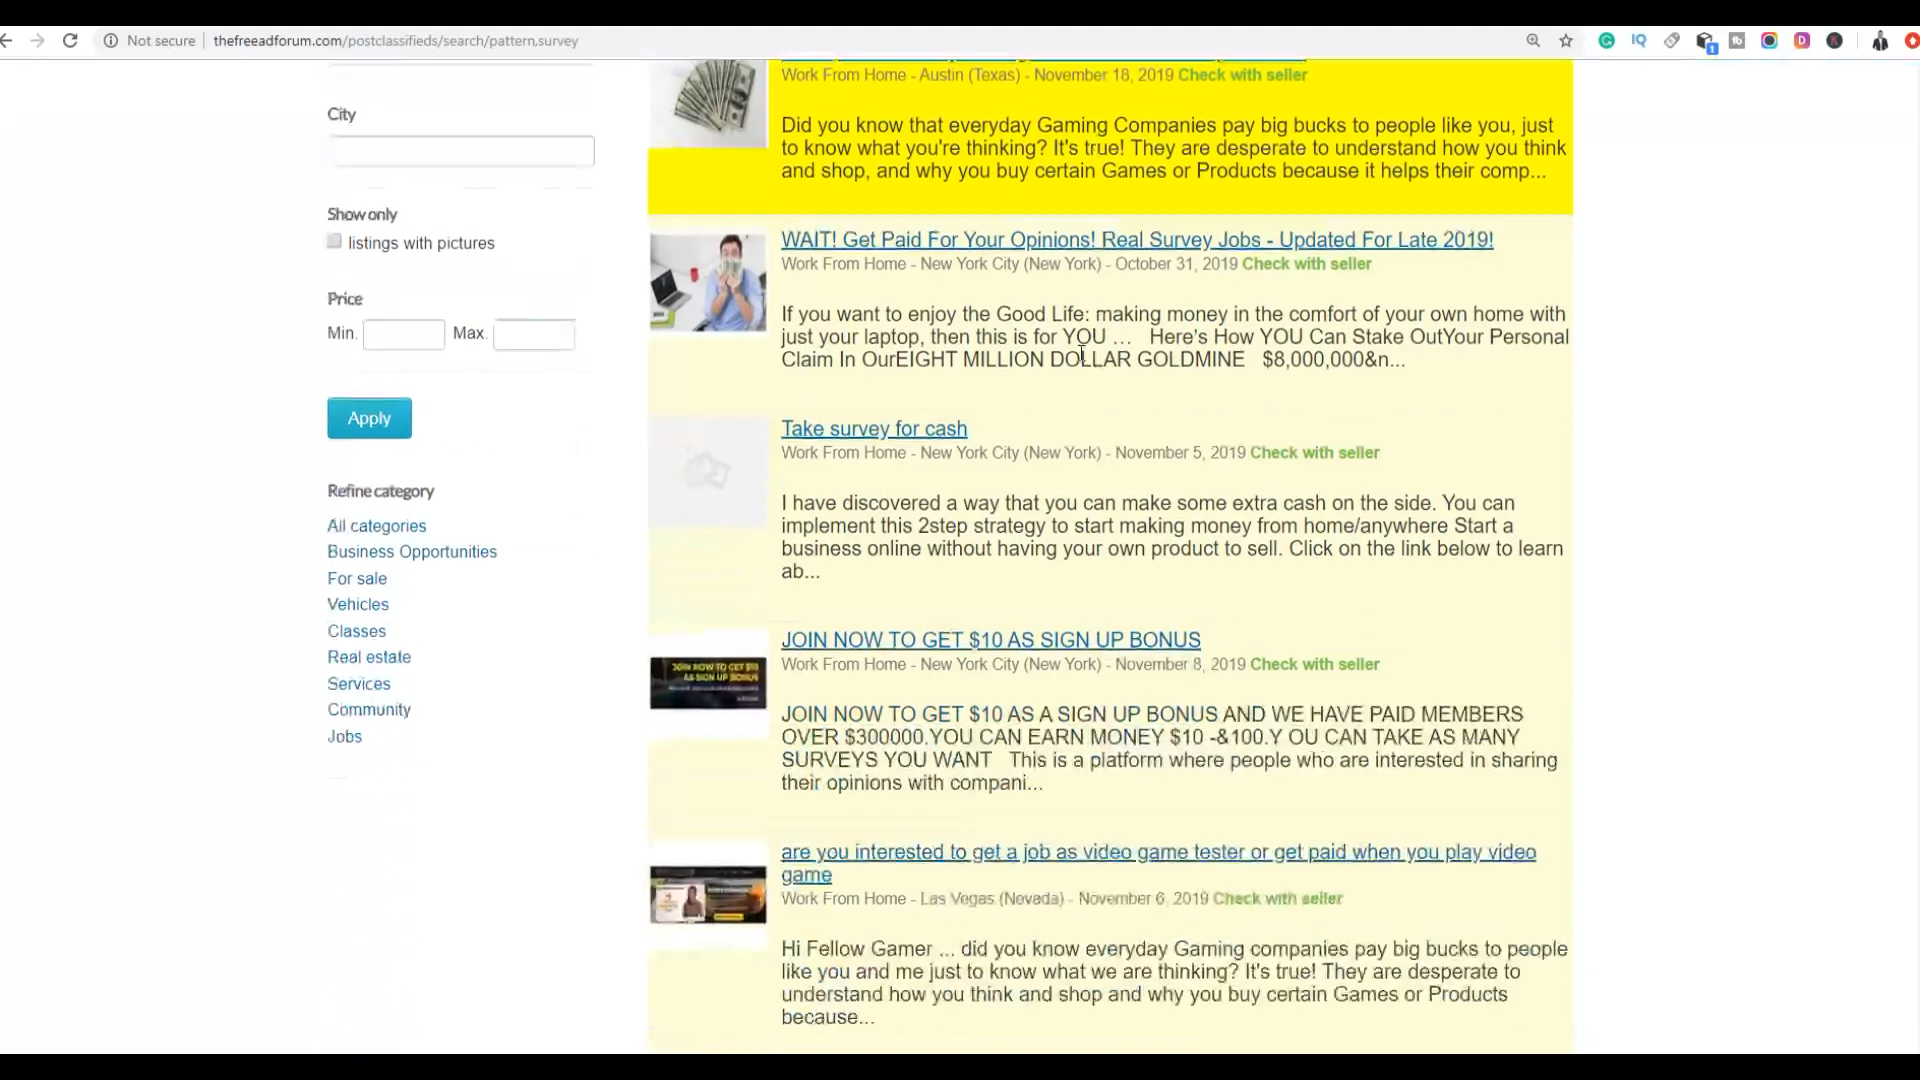 Not secure
thefreeadforum.com/postclassifieds/search/pattern,survey
City
Show only
listings with pictures
Price
Min.
Max.
Apply
Refine category
All categories
Business Opportunities
For sale
Vehicles
Classes
Real estate
Services
Community
Jobs
Work From Home - Austin (Texas) - November 18, 2019 Check with seller
Did you know that everyday Gaming Companies pay big bucks to people like you, just
to know what you're thinking? It's true! They are desperate to understand how you think
and shop, and why you buy certain Games or Products because it helps their comp...
WAIT! Get Paid For Your Opinions! Real Survey Jobs - Updated For Late 2019!
Work From Home - New York City (New York) - October 31, 2019 Check with seller
If you want to enjoy the Good Life: making money in the comfort of your own home with
just your laptop, then this is for YOU … Here's How YOU Can Stake OutYour Personal
Claim In OurEIGHT MILLION DOLLAR GOLDMINE $8,000,000&n...
Take survey for cash
Work From Home - New York City (New York) - November 5, 2019 Check with seller
I have discovered a way that you can make some extra cash on the side. You can
implement this 2step strategy to start making money from home/anywhere Start a
business online without having your own product to sell. Click on the link below to learn
ab...
JOIN NOW TO GET $10 AS SIGN UP BONUS
Work From Home - New York City (New York) - November 8, 2019 Check with seller
JOIN NOW TO GET $10
AS SIGN UP BONUS
JOIN NOW TO GET $10 AS A SIGN UP BONUS AND WE HAVE PAID MEMBERS
OVER $300000.YOU CAN EARN MONEY $10 -&100.Y OU CAN TAKE AS MANY
SURVEYS YOU WANT This is a platform where people who are interested in sharing
their opinions with compani...
are you interested to get a job as video game tester or get paid when you play video
game
Work From Home - Las Vegas (Nevada) - November 6, 2019 Check with seller
Hi Fellow Gamer ... did you know everyday Gaming companies pay big bucks to people
like you and me just to know what we are thinking? It's true! They are desperate to
understand how you think and shop and why you buy certain Games or Products
because...